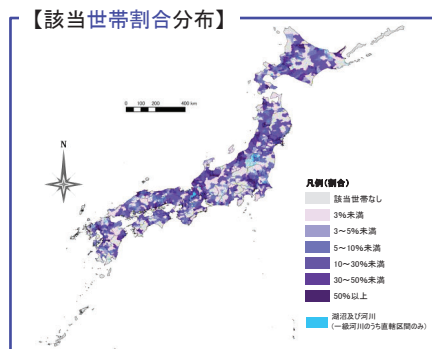 【該当世帯割合分布】
0 100 200 400 km
N
凡例(割合)
該当世帯なし
3%未満
3~5%未満
5~10%未満
10~30%未満
30~50%未満
50%以上
湖沼及び河川
(一級河川のうち直轄区間のみ)